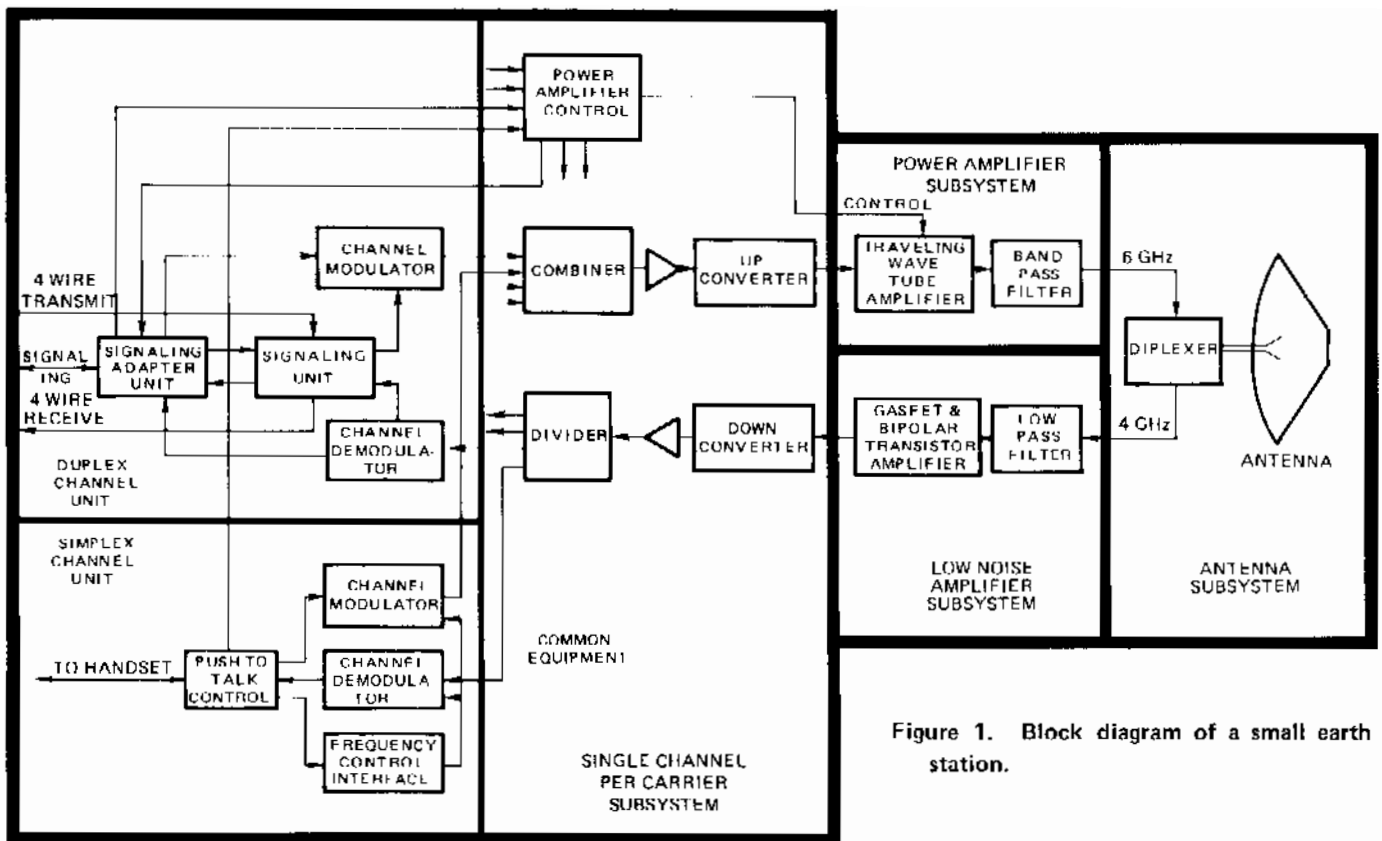 POWER
AMPLIFIER
CONTROL
POWER AMPLIFIER
SUBSYSTEM
CONTROL
CHANNEL
MODULATOR
COMBINER
UP
CONVERTER
TRAVELING
WAVE
TUBE
AMPLIFIER
BAND
PASS
FILTER
6 GHz
4 WIRE
TRANSMIT
SIGNAL
ING
4 WIRE
RECEIVE
SIGNALING
ADAPTER
UNIT
SIGNALING
UNIT
DIPLEXER
CHANNEL
DEMODULA-
TOR
DIVIDER
DOWN
CONVERTER
GASFET &
BIPOLAR
TRANSISTOR
AMPLIFIER
LOW
PASS
FILTER
4 GHz
ANTENNA
DUPLEX
CHANNEL
UNIT
SIMPLEX
CHANNEL
UNIT
LOW NOISE
AMPLIFIER
SUBSYSTEM
ANTENNA
SUBSYSTEM
CHANNEL
MODULATOR
COMMON
EQUIPMENT
TO HANDSET
PUSH TO
TALK
CONTROL
CHANNEL
DEMODULA
TOR
FREQUENCY
CONTROL
INTERFACE
SINGLE CHANNEL
PER CARRIER
SUBSYSTEM
Figure 1. Block diagram of a small earth
station.